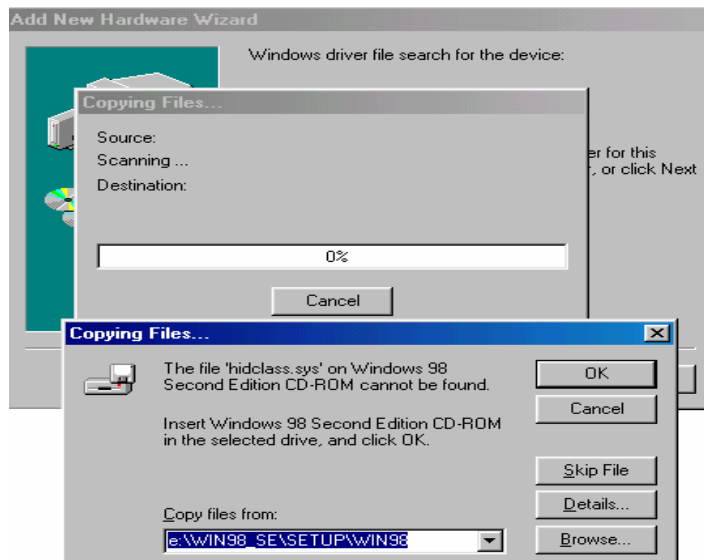 Add New Hardware Wizard
Windows driver file search for the device:
er for this
, or click Next
Copying Files...
Source:
Scanning ...
Destination:
0%
Cancel
Copying Files...
The file 'hidclass.sys' on Windows 98
Second Edition CD-ROM cannot be found.
Insert Windows 98 Second Edition CD-ROM
in the selected drive, and click OK.
Copy files from:
e:\WIN98_SE\SETUP\WIN98
OK
Cancel
Skip File
Details...
Browse...